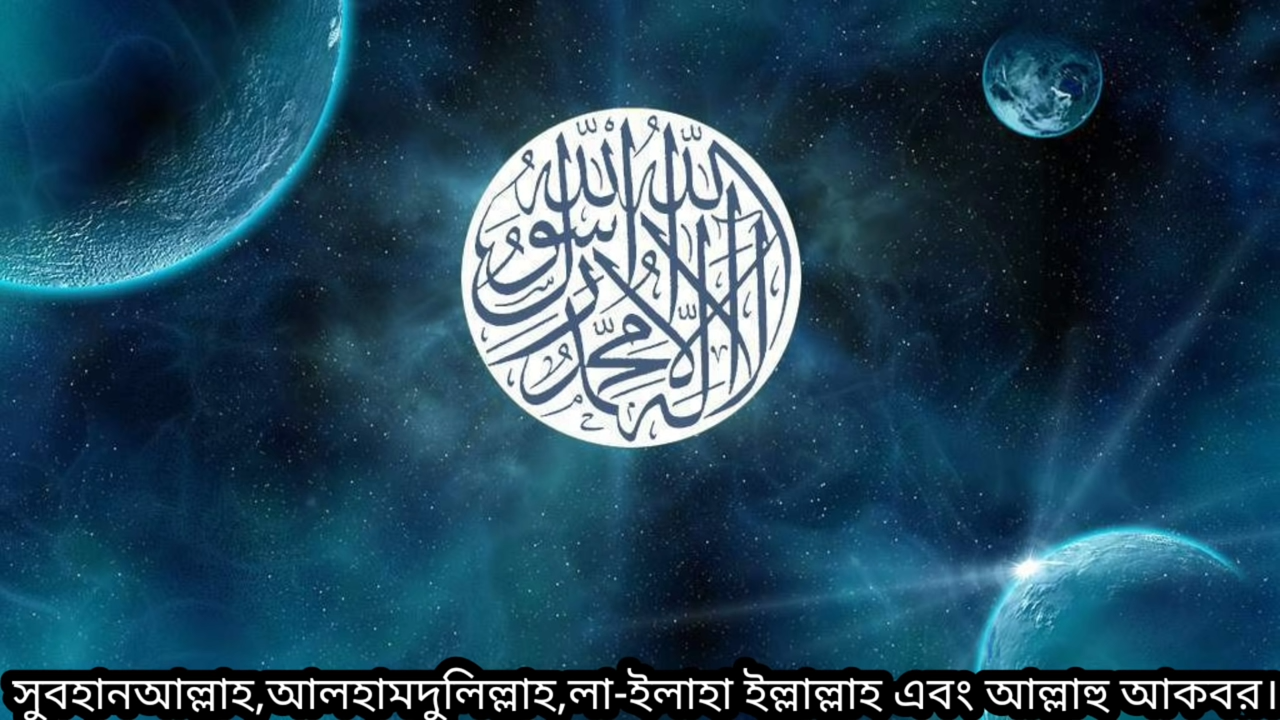 لا إله إلا الله محمد رسول الله
সুবহানআল্লাহ,আলহামদুলিল্লাহ,লা-ইলাহা ইল্লাল্লাহ এবং আল্লাহু আকবর।